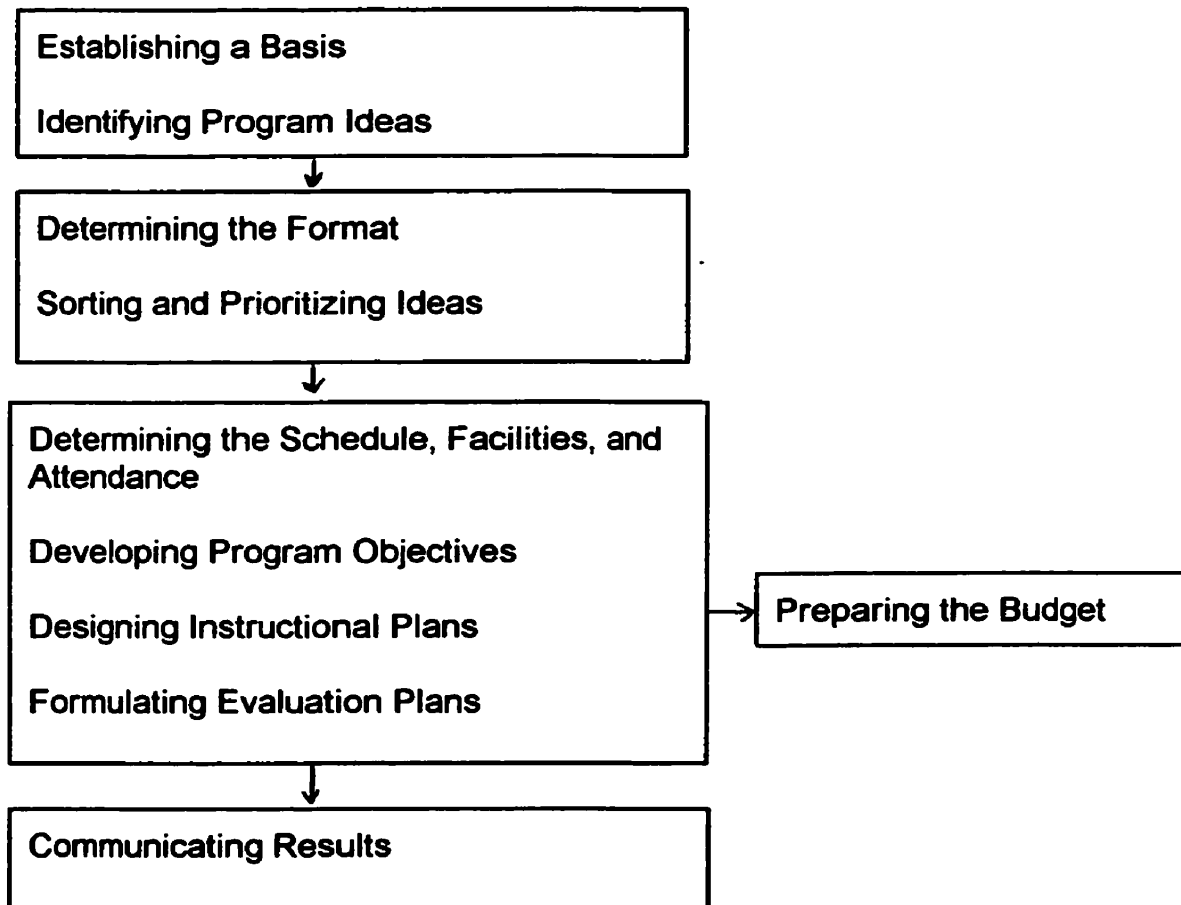 Establishing a Basis
Identifying Program Ideas
Determining the Format
Sorting and Prioritizing Ideas
Determining the Schedule, Facilities, and
Attendance
Developing Program Objectives
Designing Instructional Plans
Formulating Evaluation Plans
Preparing the Budget
Communicating Results